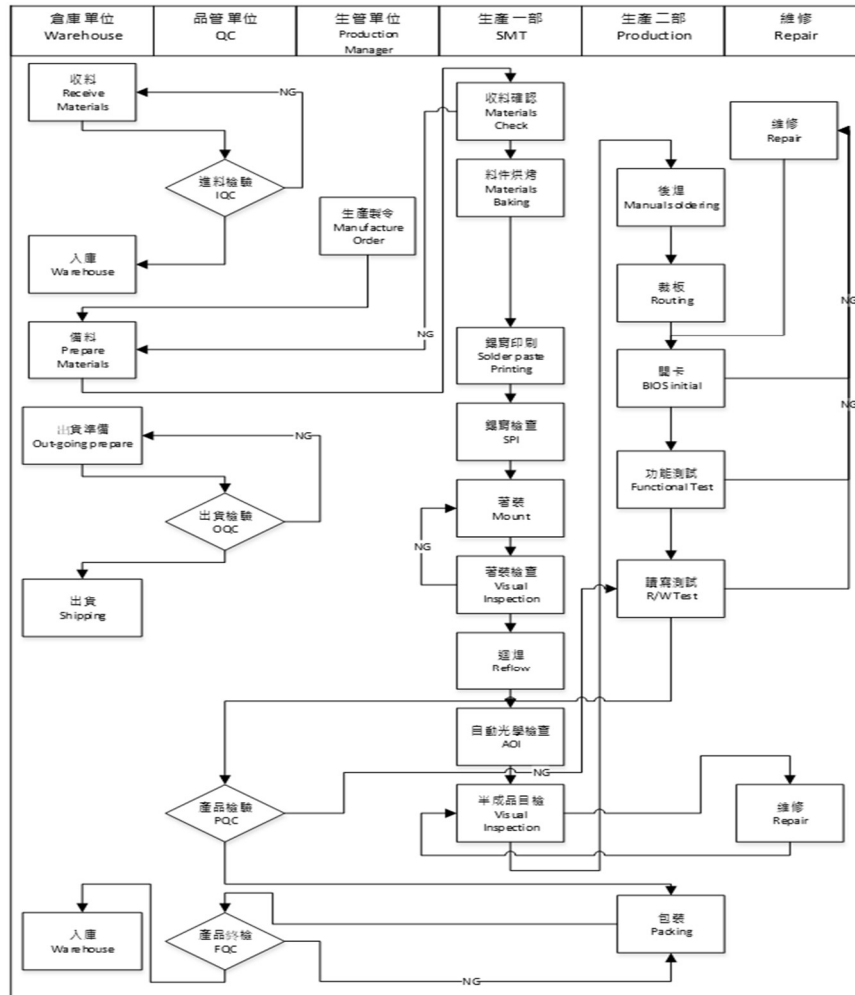 倉庫單位
Warehouse
品管單位
QC
生管單位
Production
Manager
生產一部
SMT
生產二部
Production
維修
Repair
收料
Receive
Materials
NG
進料檢驗
IQC
入庫
Warehouse
生產製令
Manufacture
Order
備料
Prepare
Materials
NG
收料確認
Materials
Check
料件烘烤
Materials
Baking
錫膏印刷
Solder paste
Printing
錫膏檢查
SPI
著裝
Mount
NG
著裝檢查
Visual
Inspection
迴焊
Reflow
自動光學檢查
AOI
半成品目檢
Visual
Inspection
維修
Repair
後焊
Manual soldering
裁板
Routing
開卡
BIOS initial
功能測試
Functional Test
讀寫測試
R/W Test
維修
Repair
NG
NG
出貨準備
Out-going prepare
NG
出貨檢驗
OQC
出貨
Shipping
產品檢驗
PQC
NG
包裝
Packing
產品終檢
FQC
NG
入庫
Warehouse